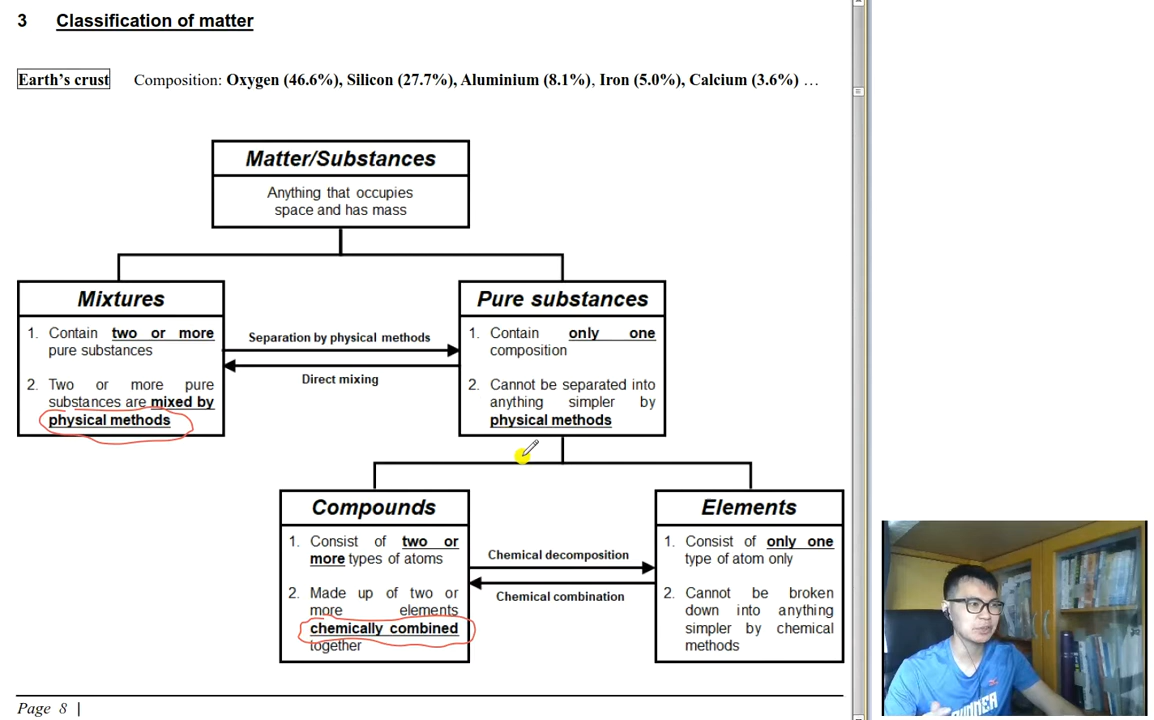 3 Classification of matter
Earth's crust Composition: Oxygen (46.6%), Silicon (27.7%), Aluminium (8.1%), Iron (5.0%), Calcium (3.6%) …
Matter/Substances
Anything that occupies
space and has mass
Mixtures
1. Contain two or more
pure substances
2. Two or more pure
substances are mixed by
physical methods
Separation by physical methods
Direct mixing
Pure substances
1. Contain only one
composition
2. Cannot be separated into
anything simpler by
physical methods
Compounds
1. Consist of two or
more types of atoms
2. Made up of two or
more elements
chemically combined
together
Chemical decomposition
Chemical combination
Elements
1. Consist of only one
type of atom only
2. Cannot be broken
down into anything
simpler by chemical
methods
Page 8 |